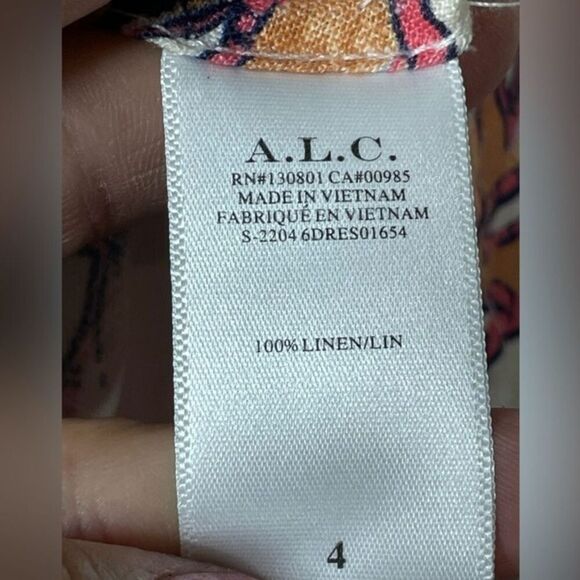 A.L.C.
RN#130801 CA#00985
MADE IN VIETNAM
FABRIQUÉ EN VIETNAM
S-2204 6DRES01654
100% LINEN/LIN
4